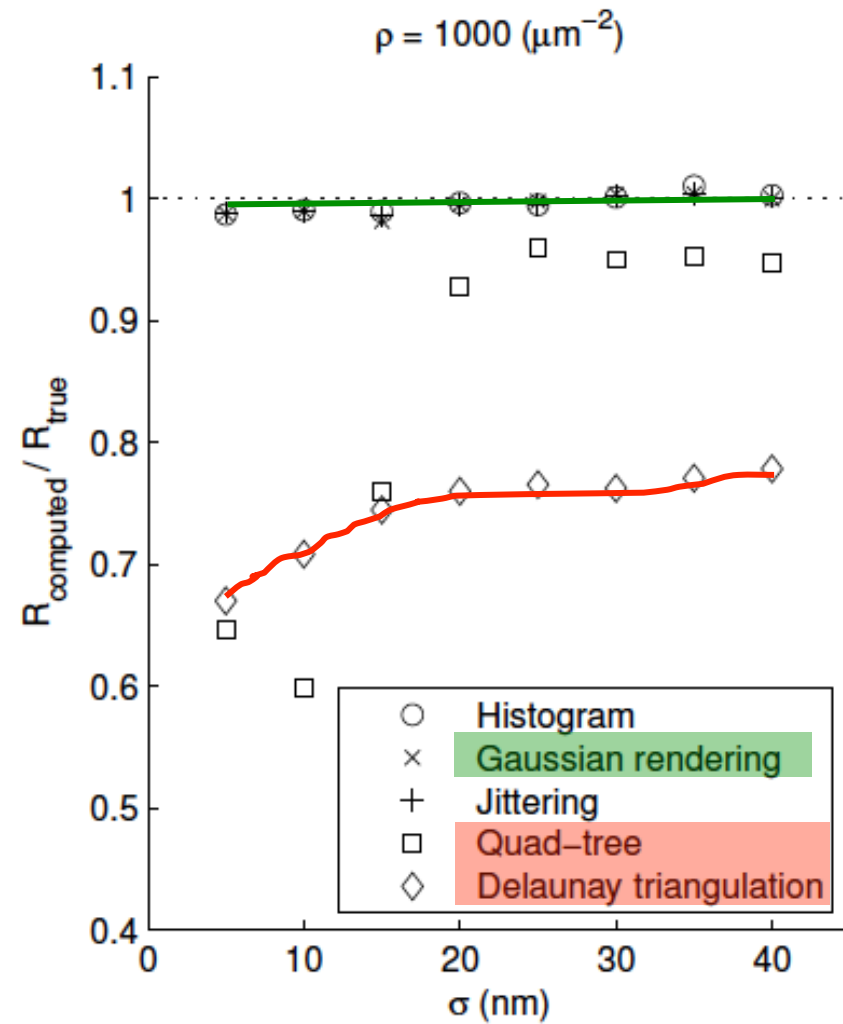 ρ = 1000 (μm⁻²)
1.1
1
0.9
0.8
0.7
0.6
0.5
0.4
R_computed / R_true
Histogram
Gaussian rendering
Jittering
Quad−tree
Delaunay triangulation
0 10 20 30 40
σ (nm)